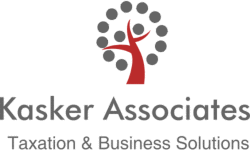 Kasker Associates
Taxation & Business Solutions